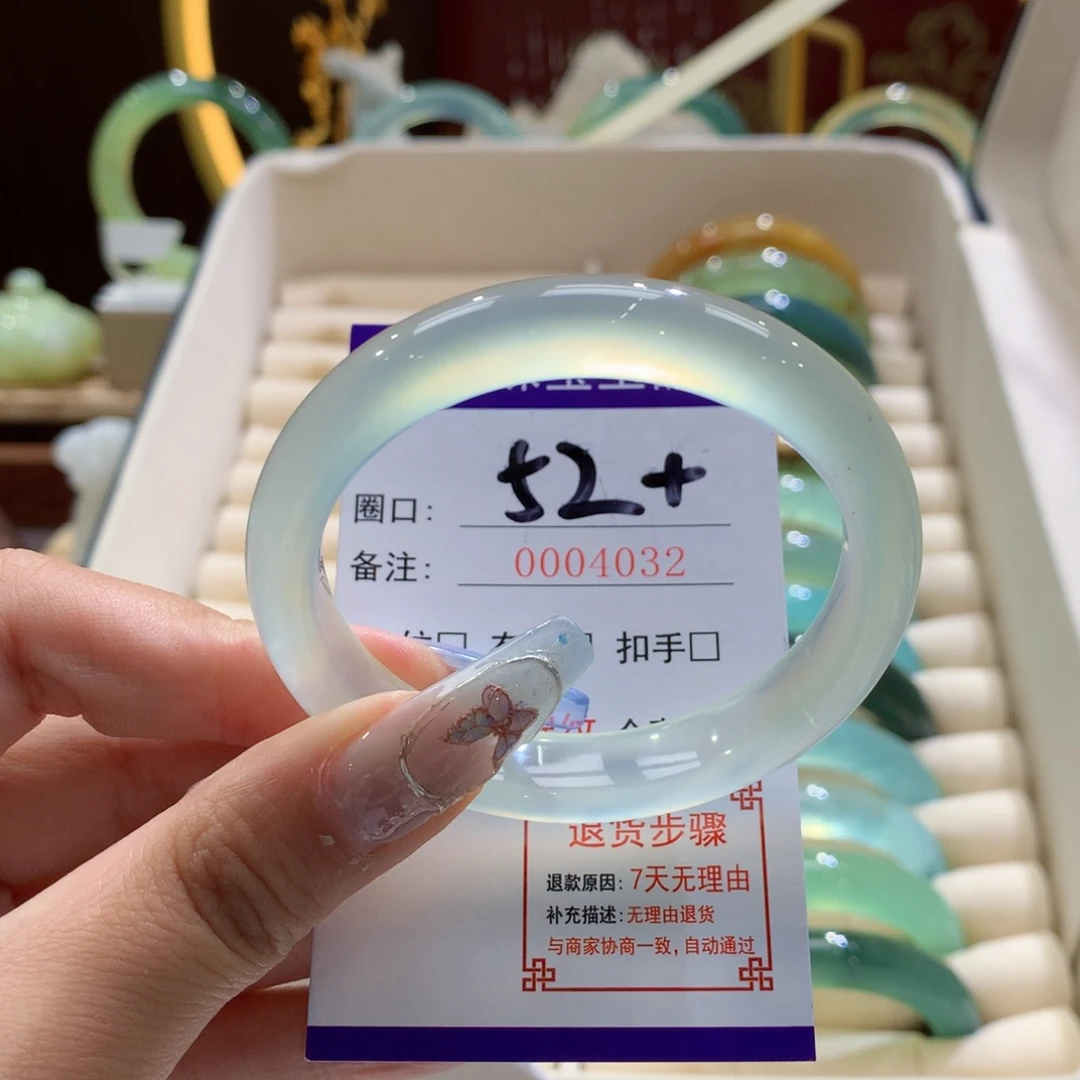 圈口: 52+
备注: 0004032
扣手□
退货步骤
退款原因: 7天无理由
补充描述: 无理由退货
与商家协商一致, 自动通过